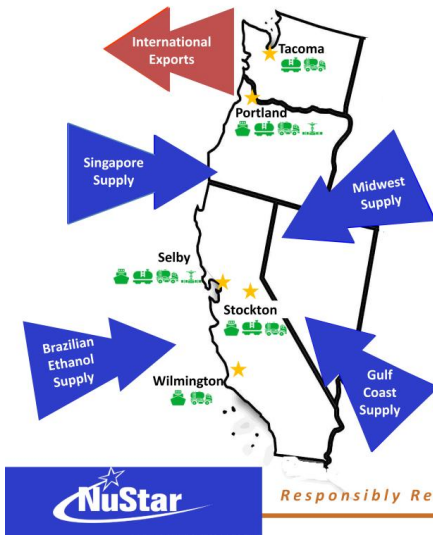 International
Exports
Tacoma
Portland
Singapore
Supply
Midwest
Supply
Selby
Stockton
Brazilian
Ethanol
Supply
Wilmington
Gulf
Coast
Supply
NuStar
Responsibly Re